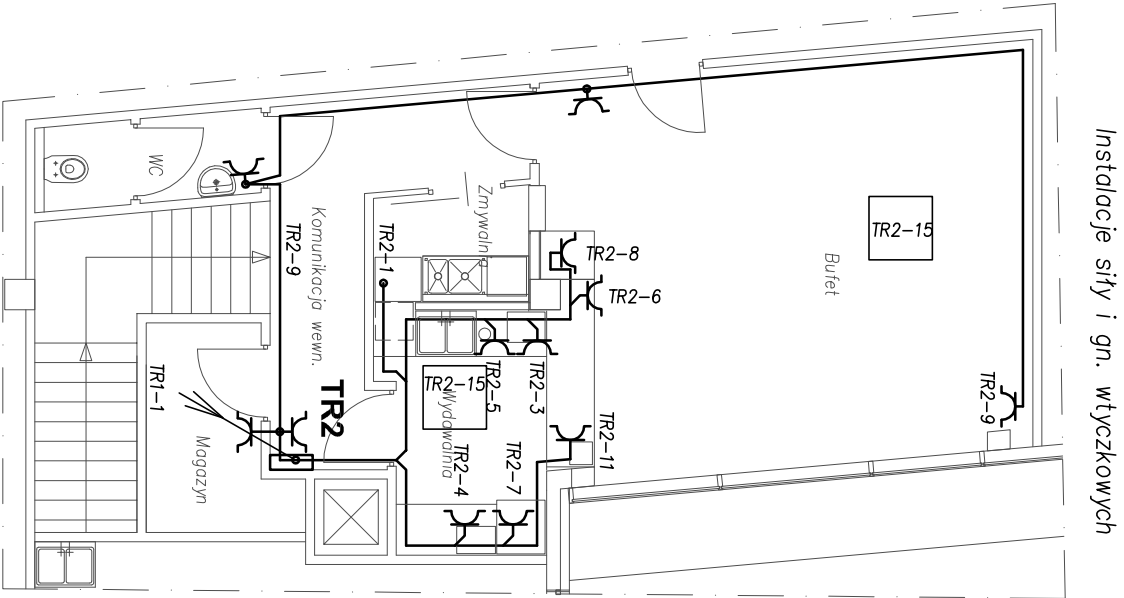 Instalacje siły i gn. wtyczkowych
WC
TR2-9
Komunikacja wewn.
TR2-1
Zmywaln
TR2-8
TR2-6
TR2-15
Bufet
TR2-9
TR2-15
TR2-5
TR2-3
Wydawalnia
TR2-4
TR2-7
TR2-11
TR2
TR1-1
Magazyn